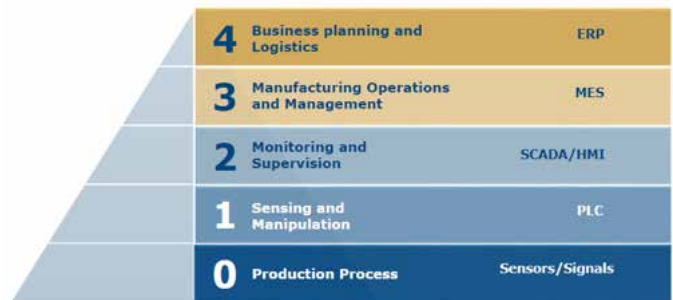 4 Business planning and
Logistics
ERP
3 Manufacturing Operations
and Management
MES
2 Monitoring and
Supervision
SCADA/HMI
1 Sensing and
Manipulation
PLC
0 Production Process
Sensors/Signals